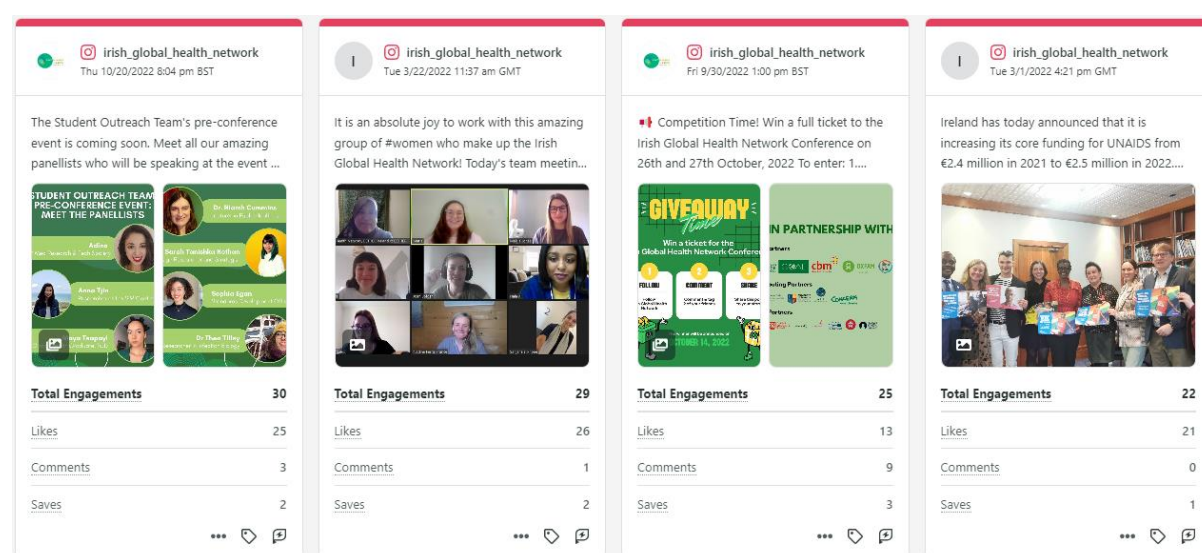 irish_global_health_network
Thu 10/20/2022 8:04 pm BST
The Student Outreach Team's pre-conference
event is coming soon. Meet all our amazing
panellists who will be speaking at the event ...
STUDENT OUTREACH TEAM
PRE-CONFERENCE EVENT:
MEET THE PANELLISTS
Dr. Niamh Cummins
Sophie Egan
Dr Thea Tilley
Total Engagements 30
Likes 25
Comments 3
Saves 2
I
irish_global_health_network
Tue 3/22/2022 11:37 am GMT
It is an absolute joy to work with this amazing
group of #women who make up the Irish
Global Health Network! Today's team meetin...
Total Engagements 29
Likes 26
Comments 1
Saves 2
irish_global_health_network
Fri 9/30/2022 1:00 pm BST
Competition Time! Win a full ticket to the
Irish Global Health Network Conference on
26th and 27th October, 2022 To enter: 1....
GIVEAWAY
Time
Win a ticket for the
Global Health Network Conference
1 2 3
FOLLOW COMMENT SHARE
OCTOBER 14, 2022
IN PARTNERSHIP WITH
cbm
CONCERN
Total Engagements 25
Likes 13
Comments 9
Saves 3
I
irish_global_health_network
Tue 3/1/2022 4:21 pm GMT
Ireland has today announced that it is
increasing its core funding for UNAIDS from
€2.4 million in 2021 to €2.5 million in 2022....
Total Engagements 22
Likes 21
Comments 0
Saves 1